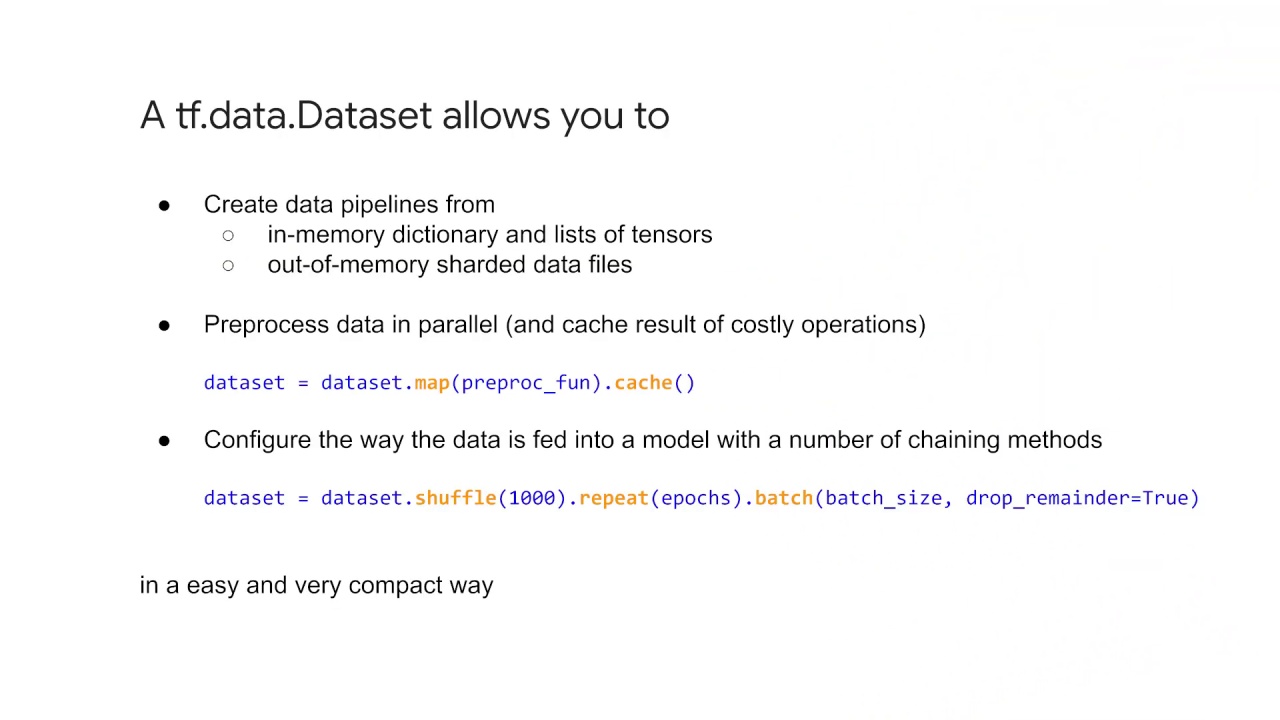 A tf.data.Dataset allows you to
● Create data pipelines from
○ in-memory dictionary and lists of tensors
○ out-of-memory sharded data files
● Preprocess data in parallel (and cache result of costly operations)
dataset = dataset.map(preproc_fun).cache()
● Configure the way the data is fed into a model with a number of chaining methods
dataset = dataset.shuffle(1000).repeat(epochs).batch(batch_size, drop_remainder=True)
in a easy and very compact way